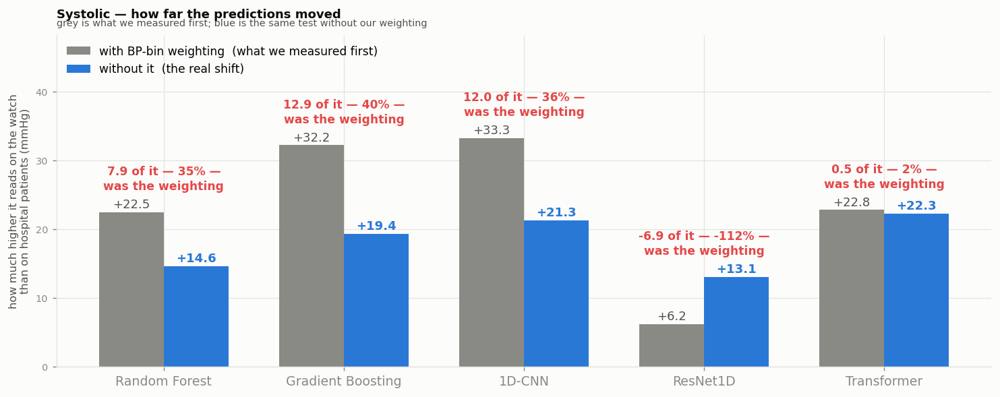 Systolic — how far the predictions moved
grey is what we measured first; blue is the same test without our weighting
with BP-bin weighting (what we measured first)
without it (the real shift)
how much higher it reads on the watch
than on hospital patients (mmHg)
40
30
20
10
0
7.9 of it — 35% —
was the weighting
+22.5
+14.6
12.9 of it — 40% —
was the weighting
+32.2
+19.4
12.0 of it — 36% —
was the weighting
+33.3
+21.3
-6.9 of it — -112% —
was the weighting
+6.2
+13.1
0.5 of it — 2% —
was the weighting
+22.8
+22.3
Random Forest
Gradient Boosting
1D-CNN
ResNet1D
Transformer